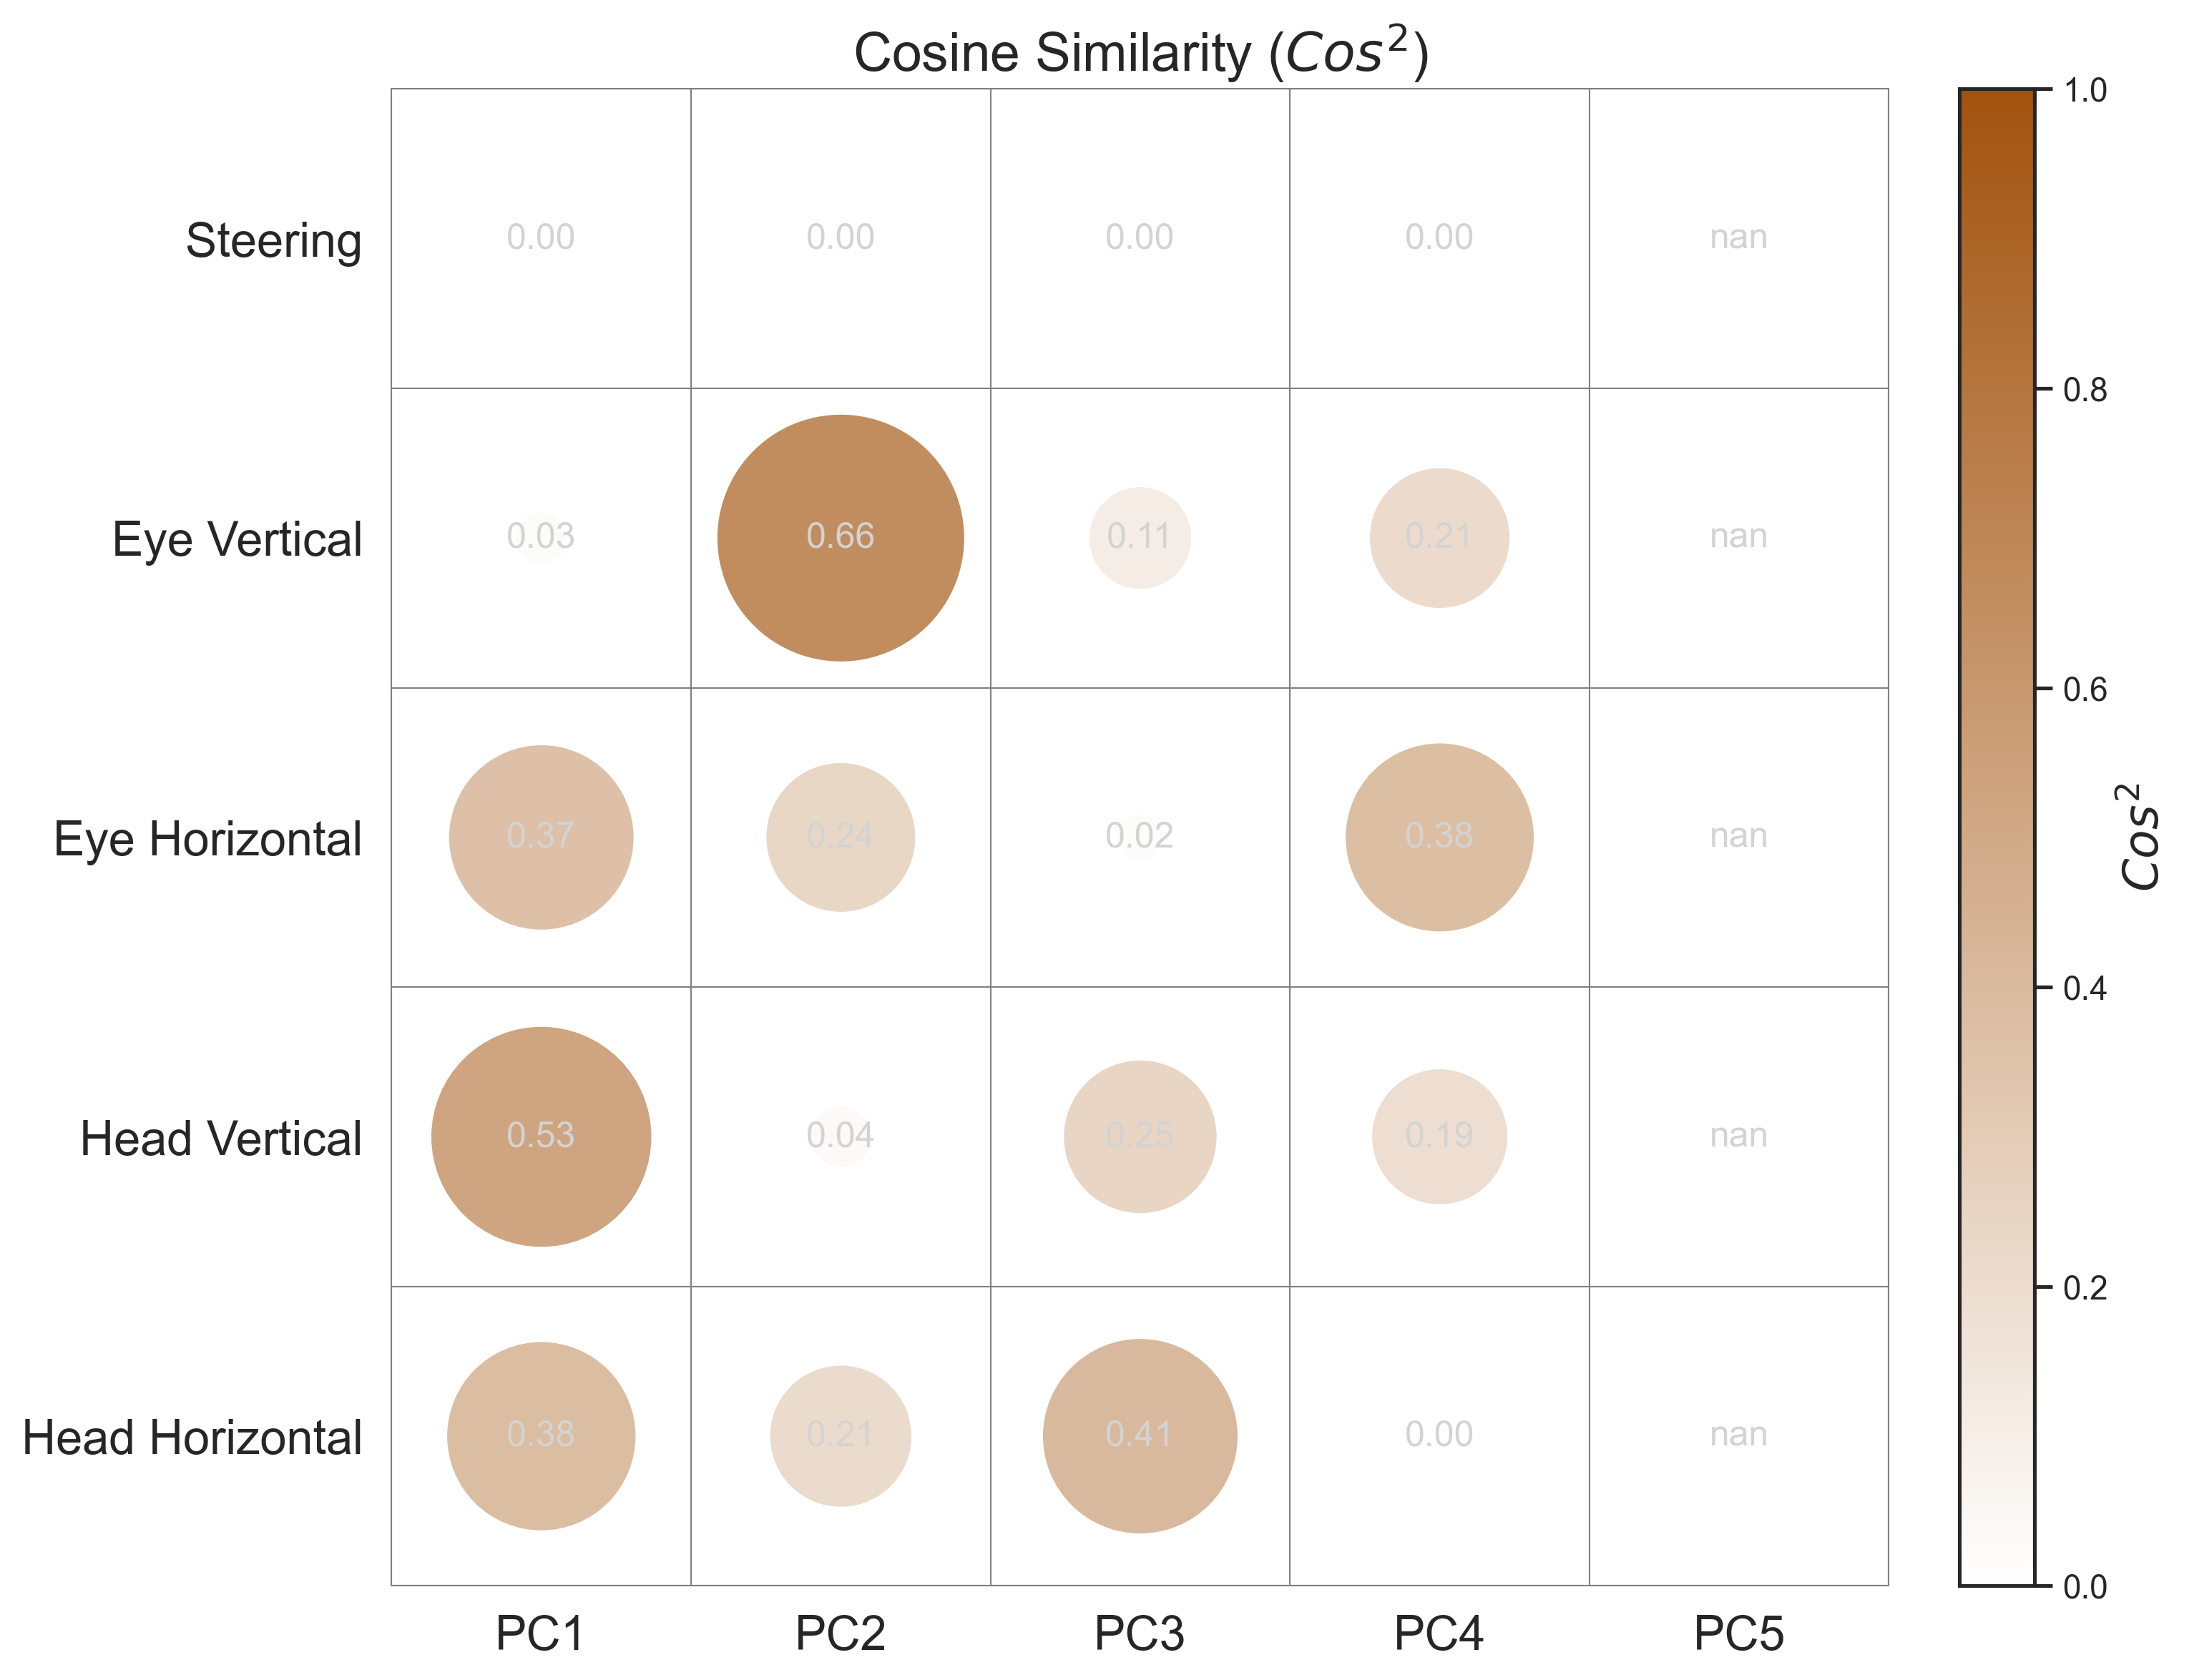 Cosine Similarity (Cos²)
Steering 0.00 0.00 0.00 0.00 nan
Eye Vertical 0.03 0.66 0.11 0.21 nan
Eye Horizontal 0.37 0.24 0.02 0.38 nan
Head Vertical 0.53 0.04 0.25 0.19 nan
Head Horizontal 0.38 0.21 0.41 0.00 nan
PC1 PC2 PC3 PC4 PC5
1.0
0.8
0.6
0.4
0.2
0.0
Cos²